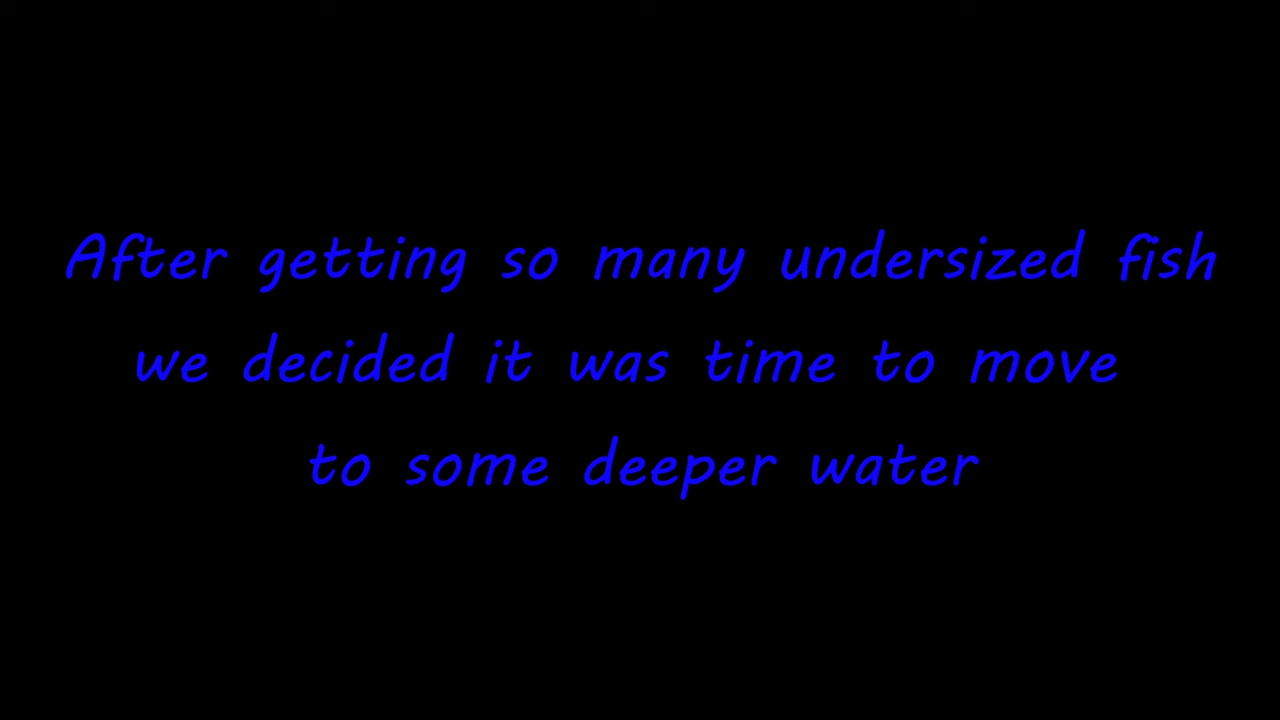 After getting so many undersized fish
we decided it was time to move
to some deeper water